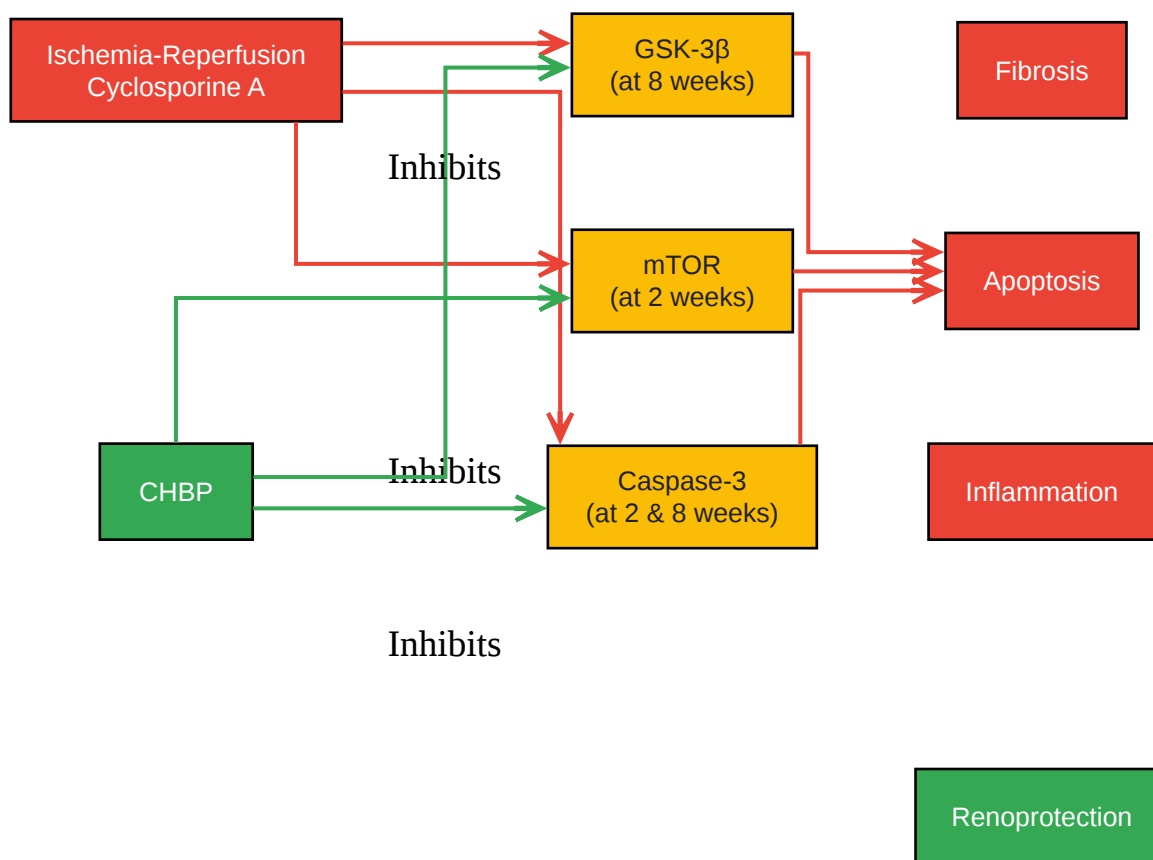 Ischemia-Reperfusion
Cyclosporine A
GSK-3β
(at 8 weeks)
Fibrosis
Inhibits
mTOR
(at 2 weeks)
Apoptosis
CHBP
Inhibits
Caspase-3
(at 2 & 8 weeks)
Inflammation
Inhibits
Renoprotection